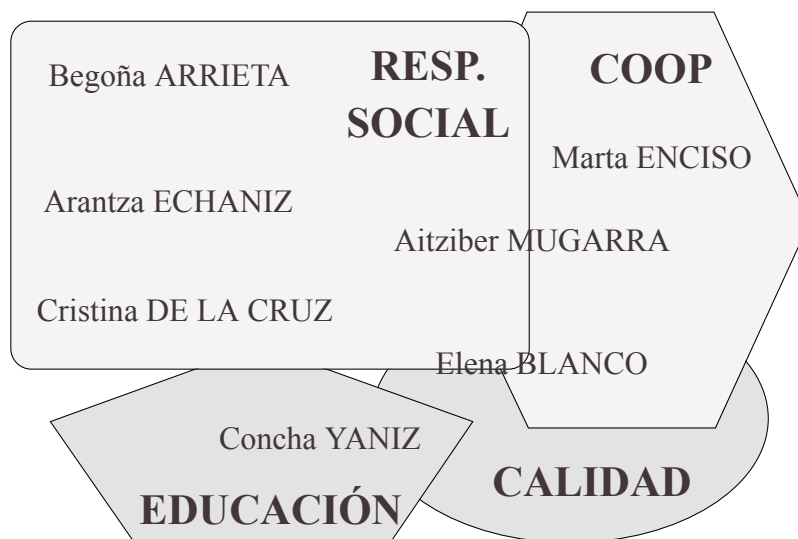 Begoña ARRIETA
RESP.
SOCIAL
COOP
Marta ENCISO
Arantza ECHANIZ
Aitziber MUGARRA
Cristina DE LA CRUZ
Elena BLANCO
Concha YANIZ
CALIDAD
EDUCACIÓN